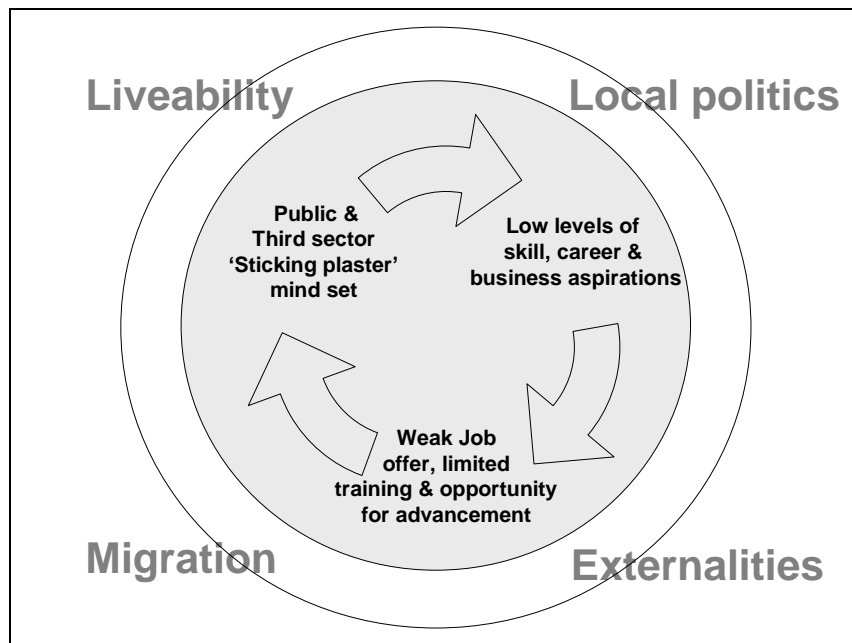 Liveability
Local politics
Public &
Third sector
‘Sticking plaster’
mind set
Low levels of
skill, career &
business aspirations
Weak Job
offer, limited
training & opportunity
for advancement
Migration
Externalities